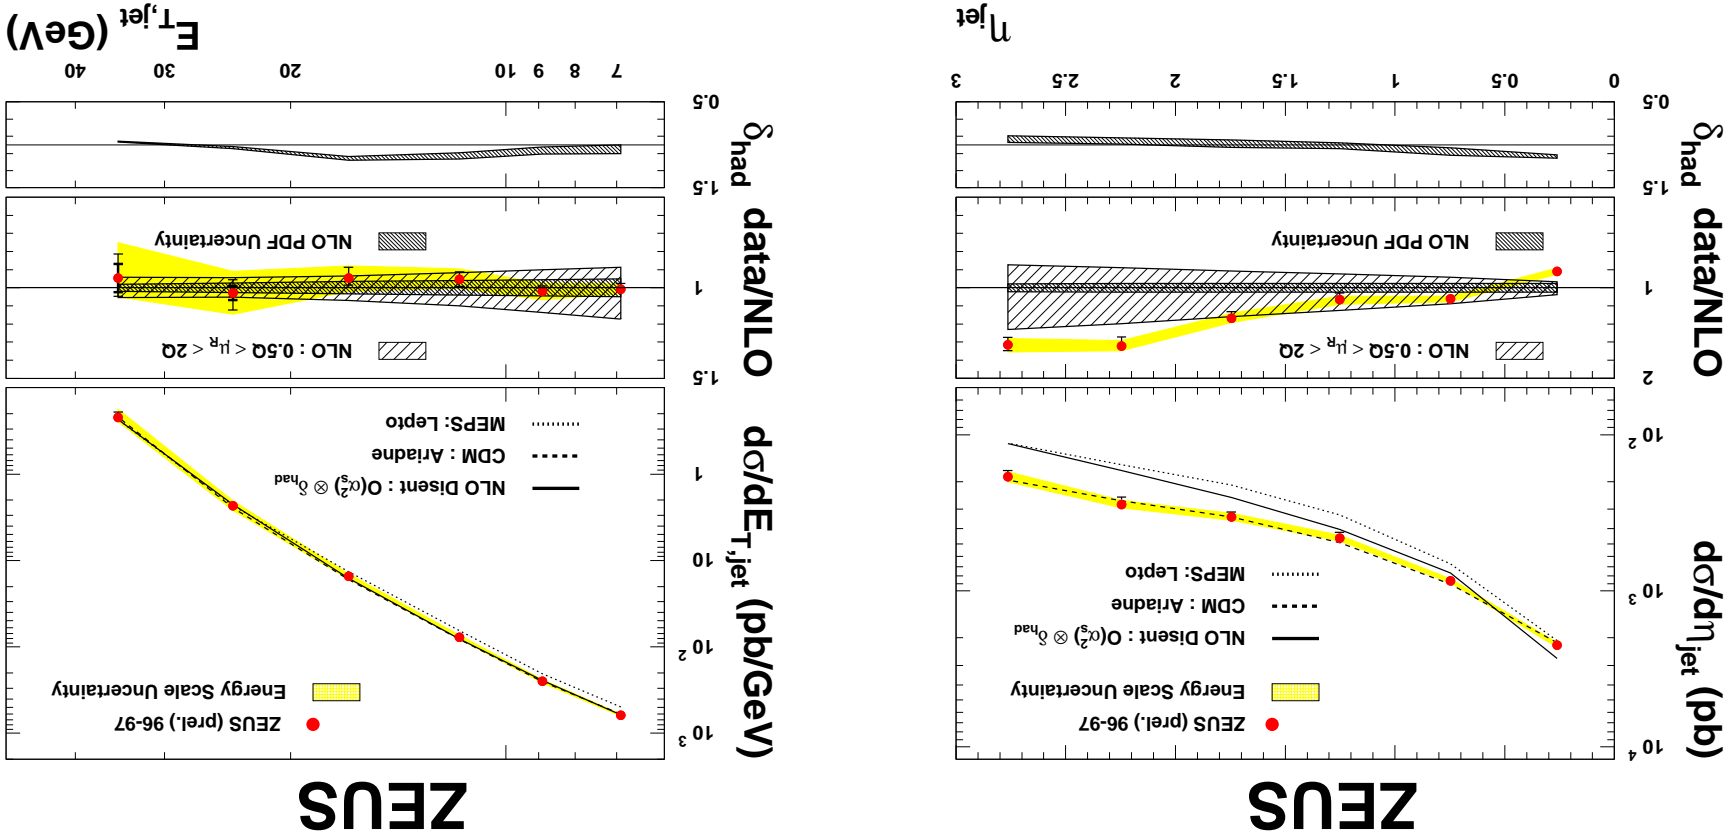 ZEUS
dσ/dη_jet (pb)
10^4
ZEUS (prel.) 96-97
Energy Scale Uncertainty
NLO Disent : O(α_s^2) ⊗ δ_had
CDM : Ariadne
MEPS: Lepto
10^3
10^2
data/NLO
2
NLO : 0.5Q < μ_R < 2Q
1
NLO PDF Uncertainty
δ_had
1.5
0.5
0 0.5 1 1.5 2 2.5 3
η_jet
ZEUS
dσ/dE_T,jet (pb/GeV)
10^3
ZEUS (prel.) 96-97
Energy Scale Uncertainty
10^2
10
1
NLO Disent : O(α_s^2) ⊗ δ_had
CDM : Ariadne
MEPS: Lepto
data/NLO
1.5
NLO : 0.5Q < μ_R < 2Q
1
NLO PDF Uncertainty
δ_had
1.5
0.5
7 8 9 10 20 30 40
E_T,jet (GeV)